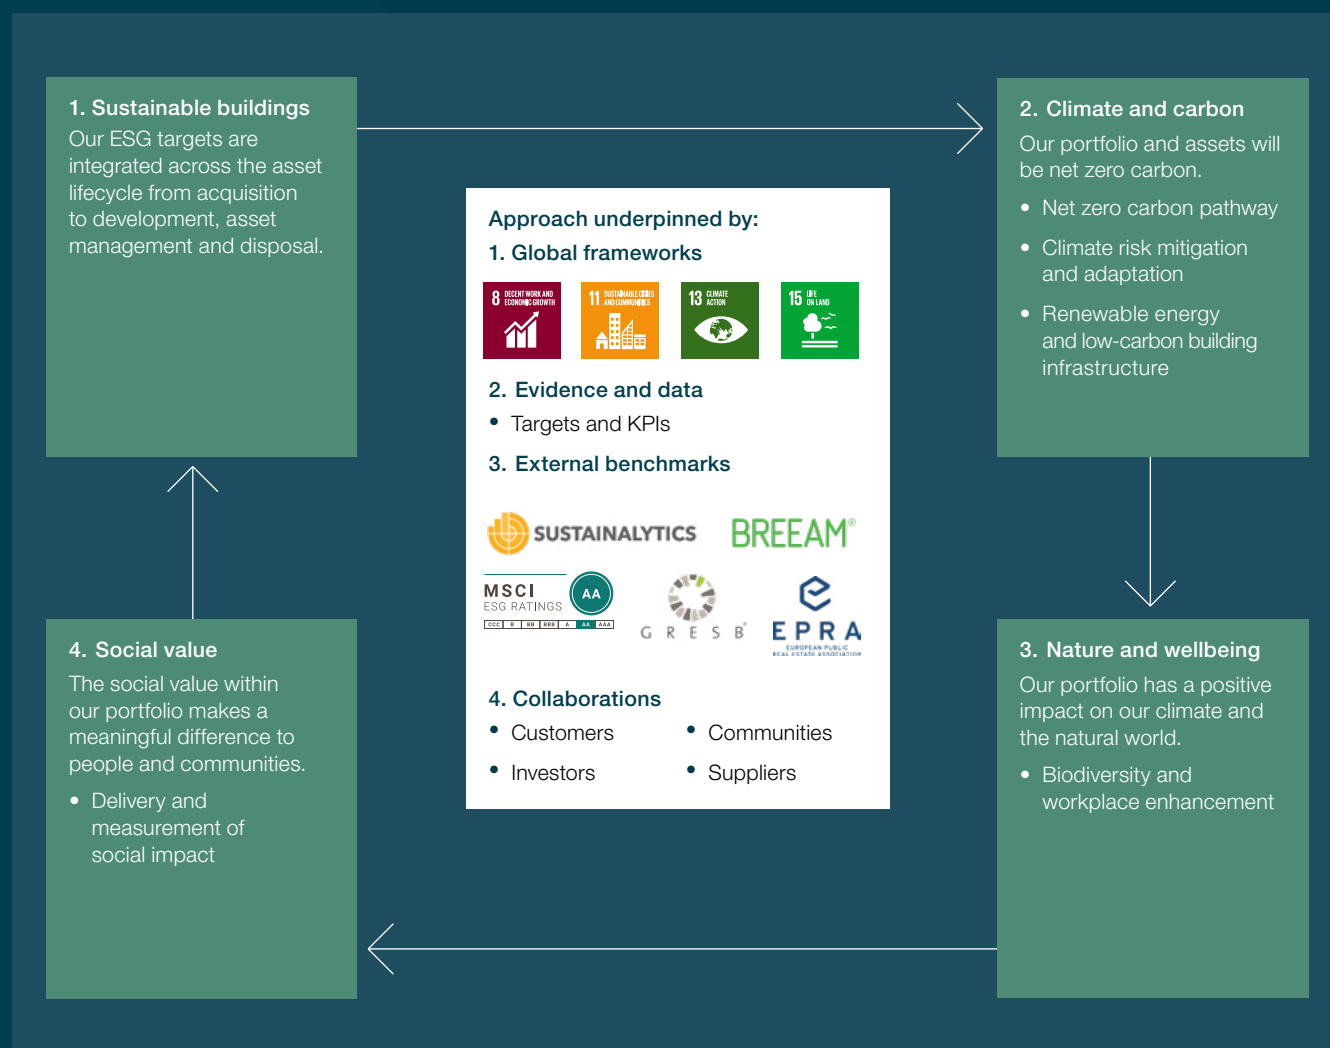 1. Sustainable buildings
Our ESG targets are
integrated across the asset
lifecycle from acquisition
to development, asset
management and disposal.
2. Climate and carbon
Our portfolio and assets will
be net zero carbon.
• Net zero carbon pathway
• Climate risk mitigation
and adaptation
• Renewable energy
and low-carbon building
infrastructure
Approach underpinned by:
1. Global frameworks
8 DECENT WORK AND
ECONOMIC GROWTH
11 SUSTAINABLE CITIES
AND COMMUNITIES
13 CLIMATE
ACTION
15 LIFE
ON LAND
2. Evidence and data
• Targets and KPIs
3. External benchmarks
SUSTAINALYTICS
BREEAM®
MSCI
ESG RATINGS
AA
CCC B BB BBB A AA AAA
GRESB®
EPRA
EUROPEAN PUBLIC
REAL ESTATE ASSOCIATION
4. Collaborations
• Customers
• Communities
• Investors
• Suppliers
4. Social value
The social value within
our portfolio makes a
meaningful difference to
people and communities.
• Delivery and
measurement of
social impact
3. Nature and wellbeing
Our portfolio has a positive
impact on our climate and
the natural world.
• Biodiversity and
workplace enhancement